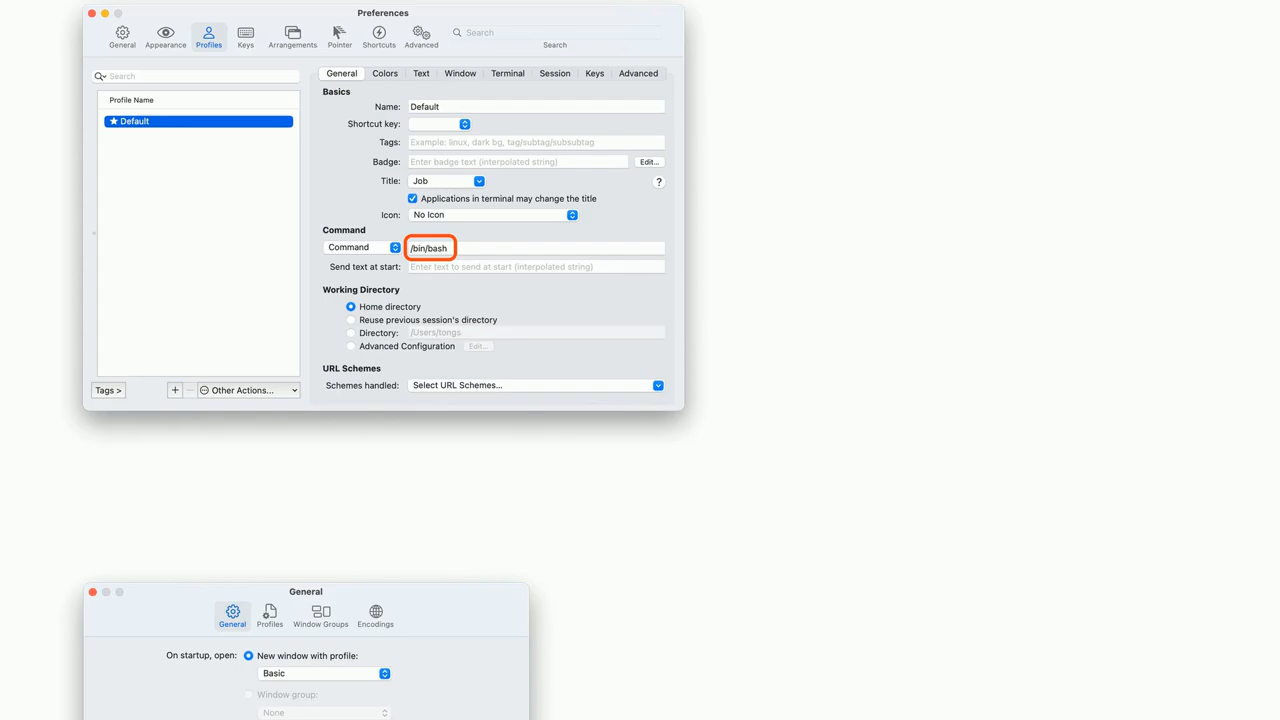 Preferences
General Appearance Profiles Keys Arrangements Pointer Shortcuts Advanced Search
Search
Search
Profile Name
★ Default
Tags >
+ − Other Actions...
General Colors Text Window Terminal Session Keys Advanced
Basics
Name: Default
Shortcut key:
Tags: Example: linux, dark bg, tag/subtag/subsubtag
Badge: Enter badge text (interpolated string) Edit...
Title: Job ?
Applications in terminal may change the title
Icon: No Icon
Command
Command /bin/bash
Send text at start: Enter text to send at start (interpolated string)
Working Directory
Home directory
Reuse previous session's directory
Directory: /Users/tongs
Advanced Configuration Edit...
URL Schemes
Schemes handled: Select URL Schemes...
General
General Profiles Window Groups Encodings
On startup, open: New window with profile:
Basic
Window group:
None